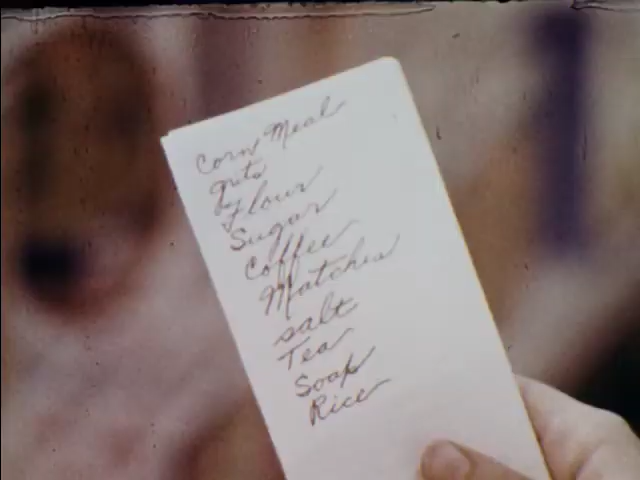 Corn Meal
grits
Flour
Sugar
Coffee
Matches
salt
Tea
Soap
Rice